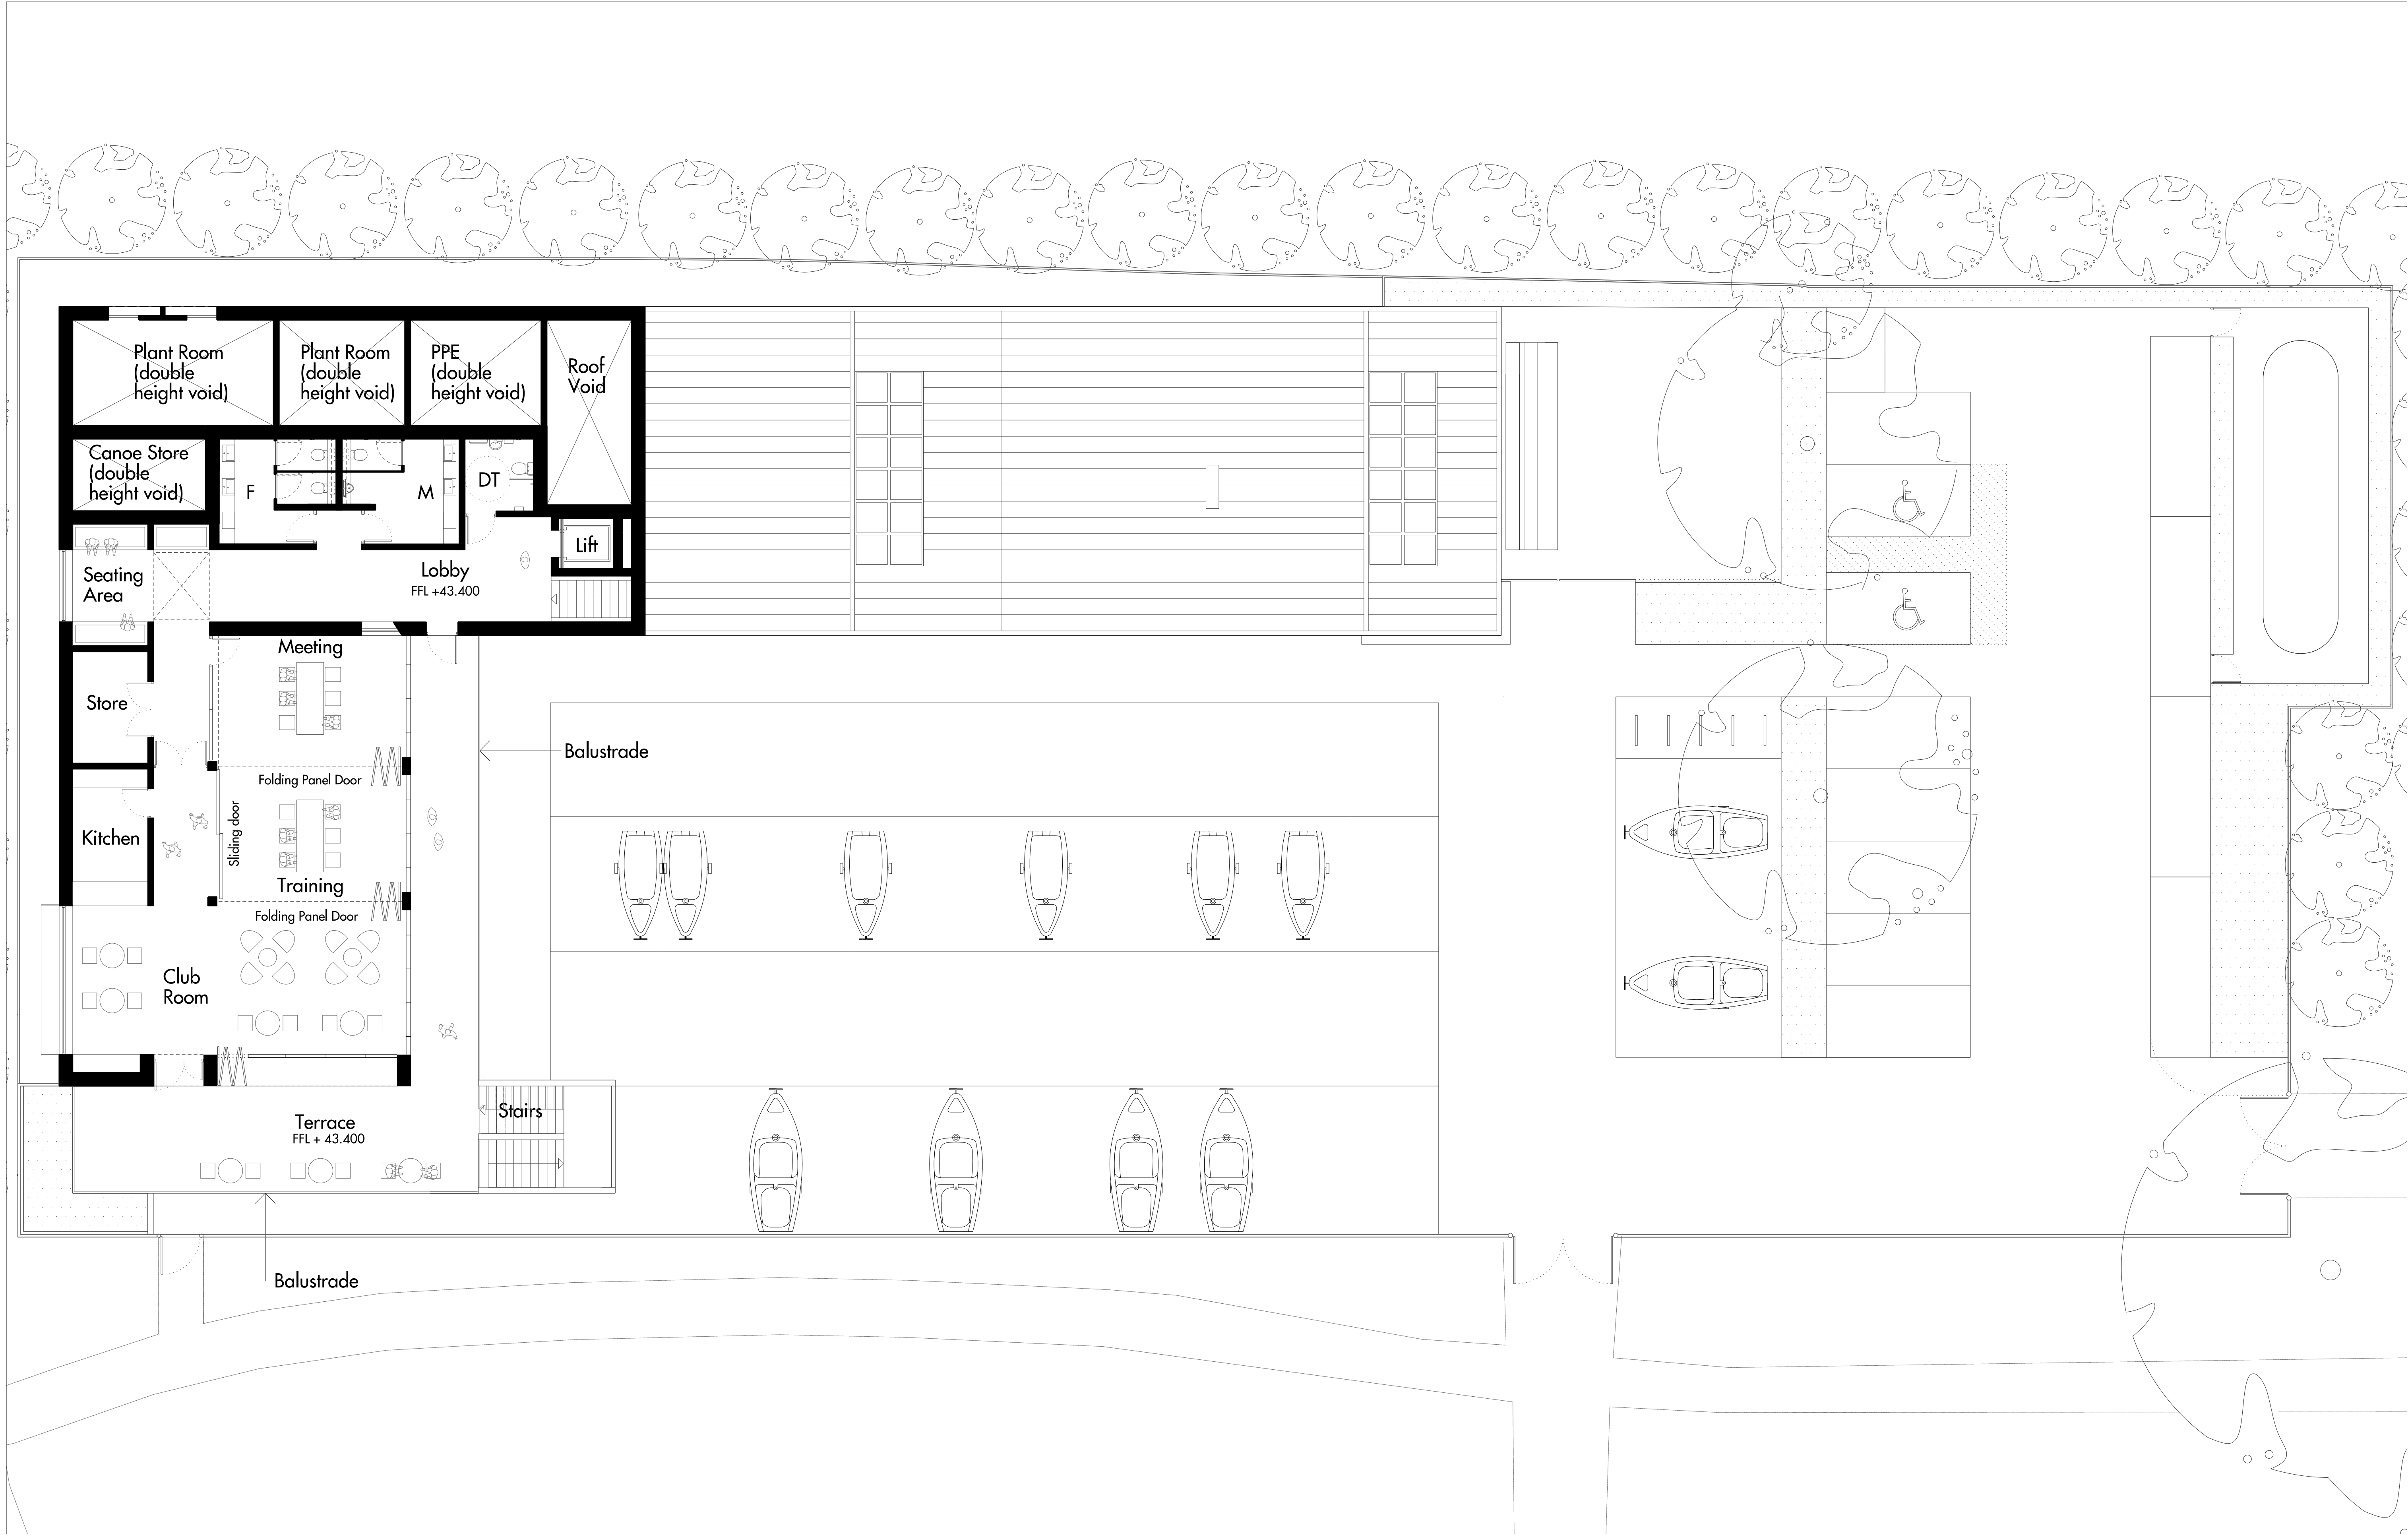 Plant Room
(double
height void)
Plant Room
(double
height void)
PPE
(double
height void)
Roof
Void
Canoe Store
(double
height void)
F
M
DT
Lift
Seating
Area
Lobby
FFL +43.400
Meeting
Store
Balustrade
Folding Panel Door
Sliding door
Kitchen
Training
Folding Panel Door
Club
Room
Stairs
Terrace
FFL + 43.400
Balustrade